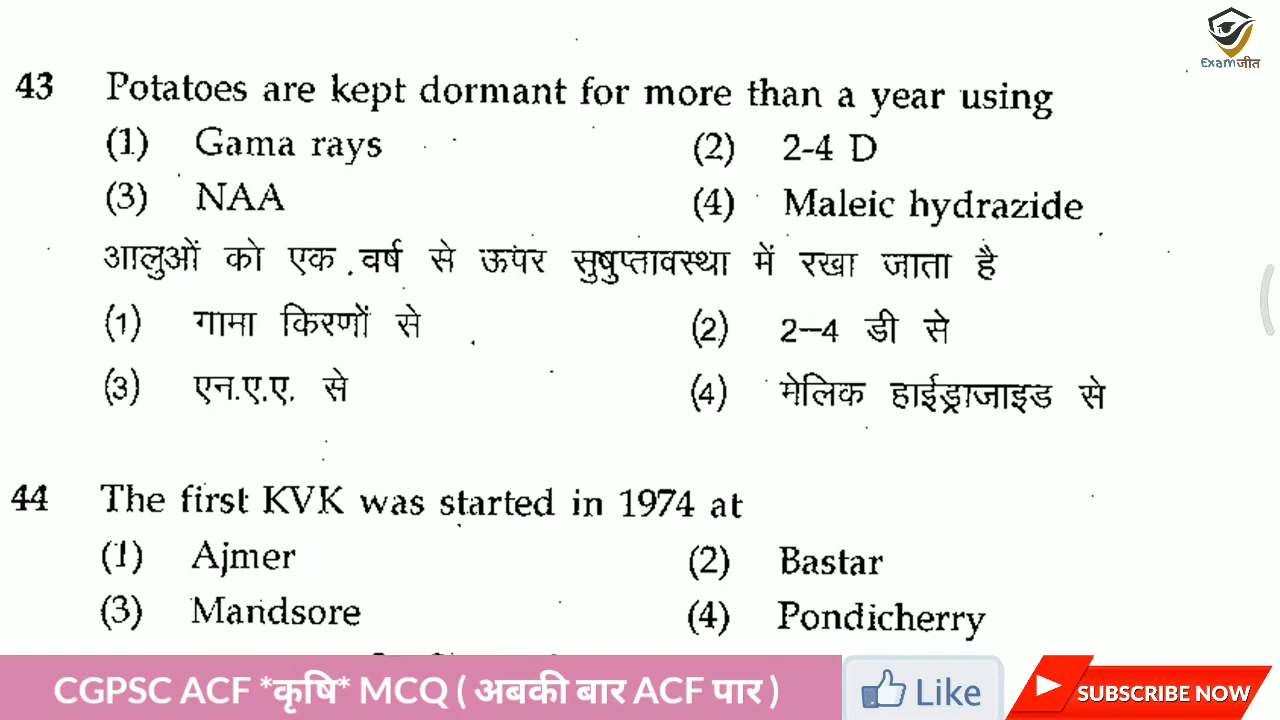 Examजीत
43 Potatoes are kept dormant for more than a year using
(1) Gama rays (2) 2-4 D
(3) NAA (4) Maleic hydrazide
आलुओं को एक वर्ष से ऊपर सुषुप्तावस्था में रखा जाता है
(1) गामा किरणों से (2) 2–4 डी से
(3) एन.ए.ए. से (4) मेलिक हाईड्राजाइड से
44 The first KVK was started in 1974 at
(1) Ajmer (2) Bastar
(3) Mandsore (4) Pondicherry
CGPSC ACF *कृषि* MCQ ( अबकी बार ACF पार ) Like SUBSCRIBE NOW